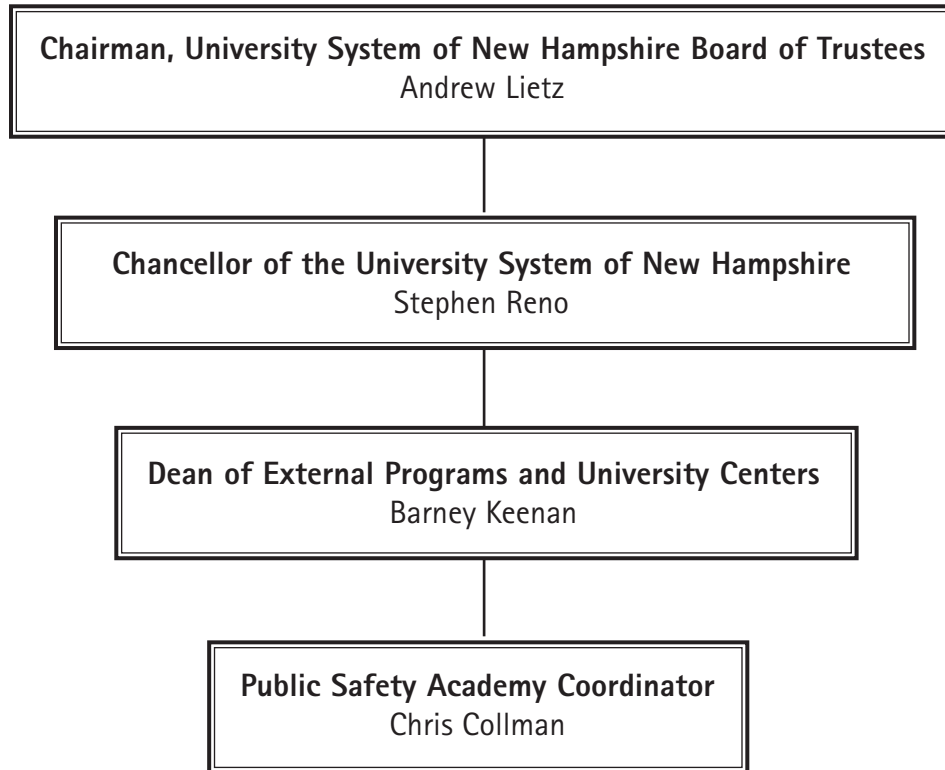 Chairman, University System of New Hampshire Board of Trustees
Andrew Lietz
Chancellor of the University System of New Hampshire
Stephen Reno
Dean of External Programs and University Centers
Barney Keenan
Public Safety Academy Coordinator
Chris Collman